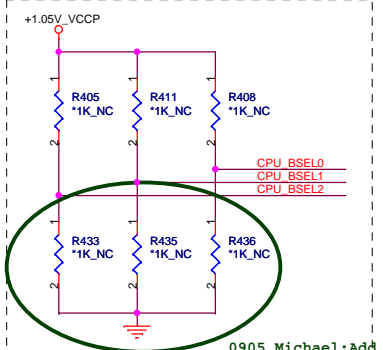 +1.05V_VCCP
1 1 1
R405 R411 R408
*1K_NC *1K_NC *1K_NC
2 2 2
CPU_BSEL0
CPU_BSEL1
CPU_BSEL2
1 1 1
R433 R435 R436
*1K_NC *1K_NC *1K_NC
2 2 2
0905 Michael:Add